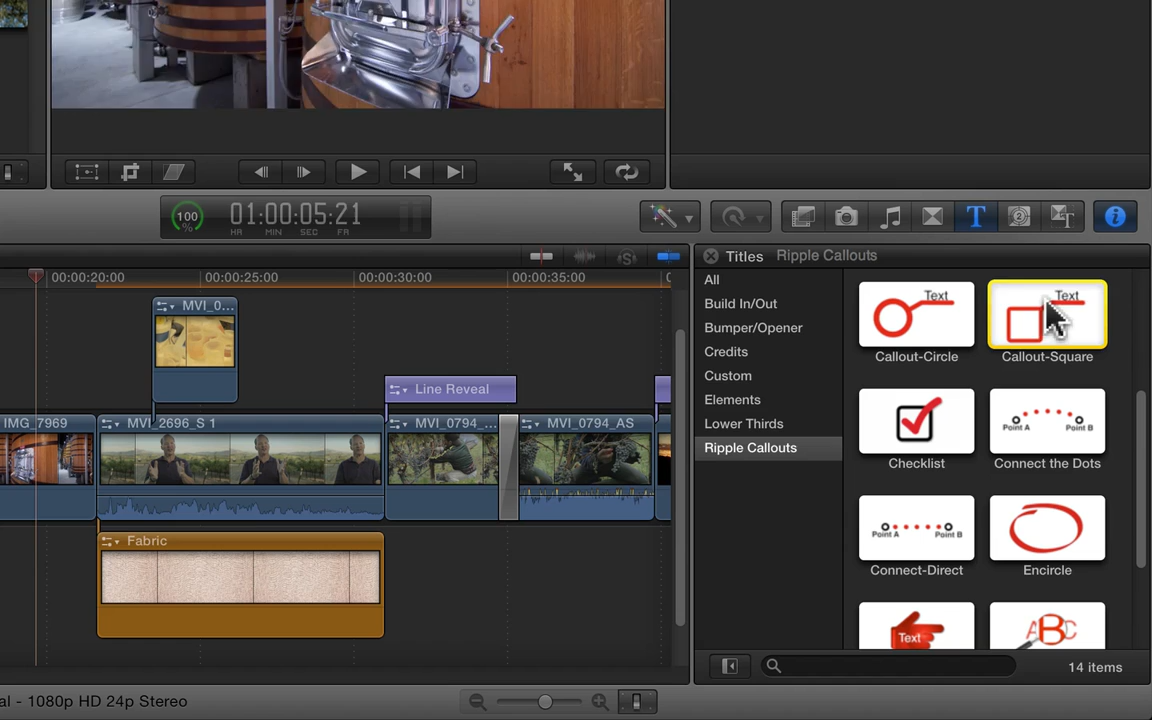 100
%
01:00:05:21
HR MIN SEC FR
T
2
T
00:00:20:00
00:00:25:00
00:00:30:00
00:00:35:00
MVI_0...
Line Reveal
IMG_7969
MVI_2696_S 1
MVI_0794_...
MVI_0794_AS
Fabric
Titles Ripple Callouts
All
Build In/Out
Bumper/Opener
Credits
Custom
Elements
Lower Thirds
Ripple Callouts
Text
Text
Callout-Circle
Callout-Square
Point A
Point B
Checklist
Connect the Dots
Point A
Point B
Connect-Direct
Encircle
Text
ABC
14 items
al - 1080p HD 24p Stereo